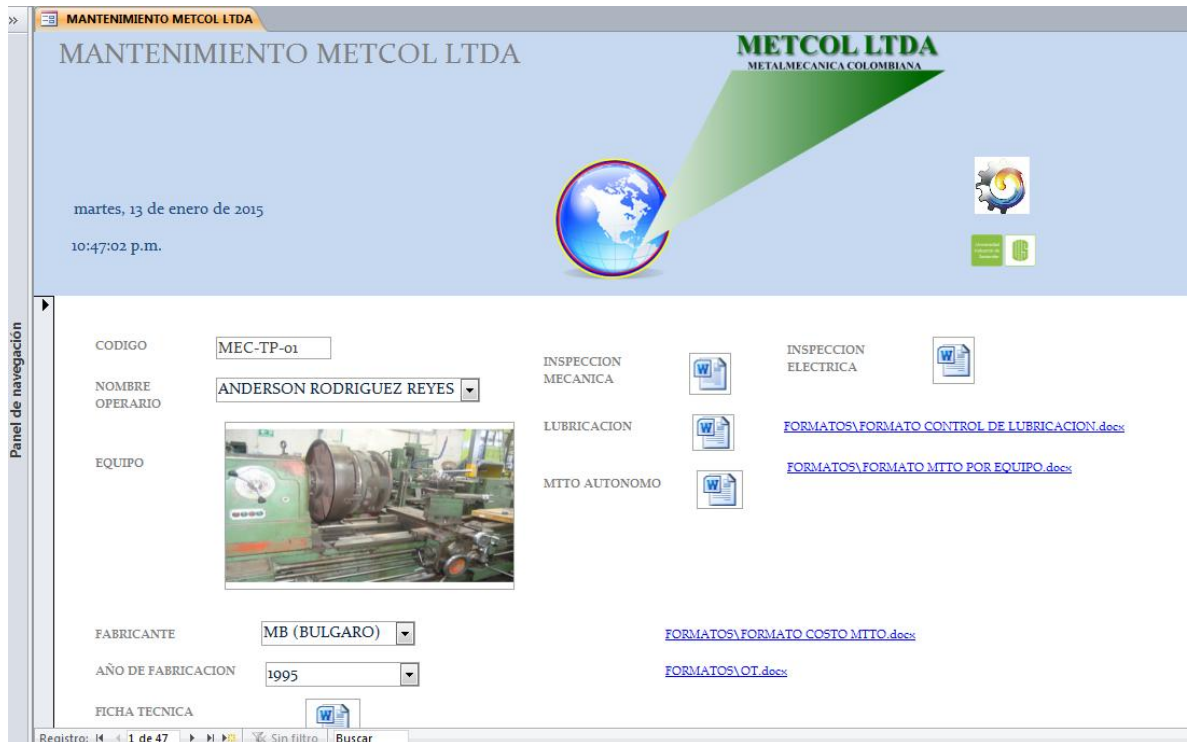 »
MANTENIMIENTO METCOL LTDA
MANTENIMIENTO METCOL LTDA
METCOL LTDA
METALMECANICA COLOMBIANA
martes, 13 de enero de 2015
10:47:02 p.m.
Panel de navegación
CODIGO
MEC-TP-01
NOMBRE
OPERARIO
ANDERSON RODRIGUEZ REYES
EQUIPO
INSPECCION
MECANICA
INSPECCION
ELECTRICA
LUBRICACION
FORMATOS\FORMATO CONTROL DE LUBRICACION.docx
FORMATOS\FORMATO MTTO POR EQUIPO.docx
MTTO AUTONOMO
FABRICANTE
MB (BULGARO)
FORMATOS\FORMATO COSTO MTTO.docx
AÑO DE FABRICACION
1995
FORMATOS\OT.docx
FICHA TECNICA
Registro: 1 de 47 Sin filtro Buscar